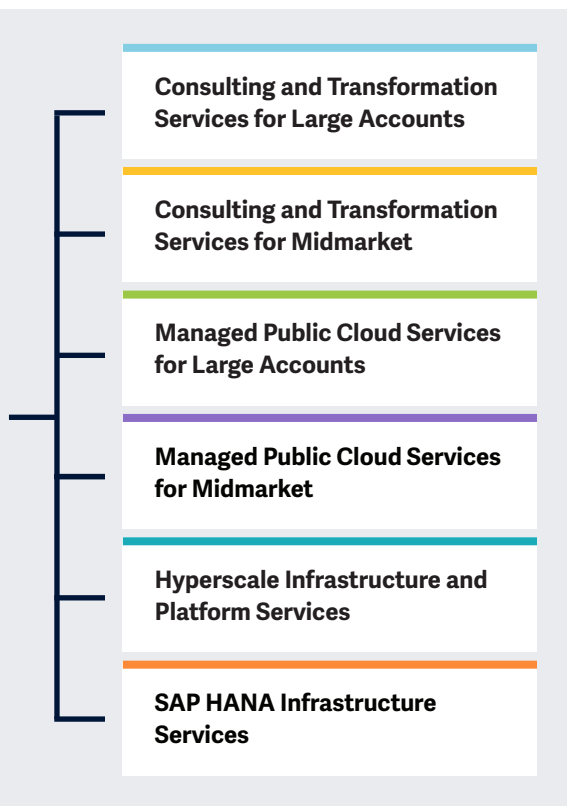 Consulting and Transformation
Services for Large Accounts
Consulting and Transformation
Services for Midmarket
Managed Public Cloud Services
for Large Accounts
Managed Public Cloud Services
for Midmarket
Hyperscale Infrastructure and
Platform Services
SAP HANA Infrastructure
Services